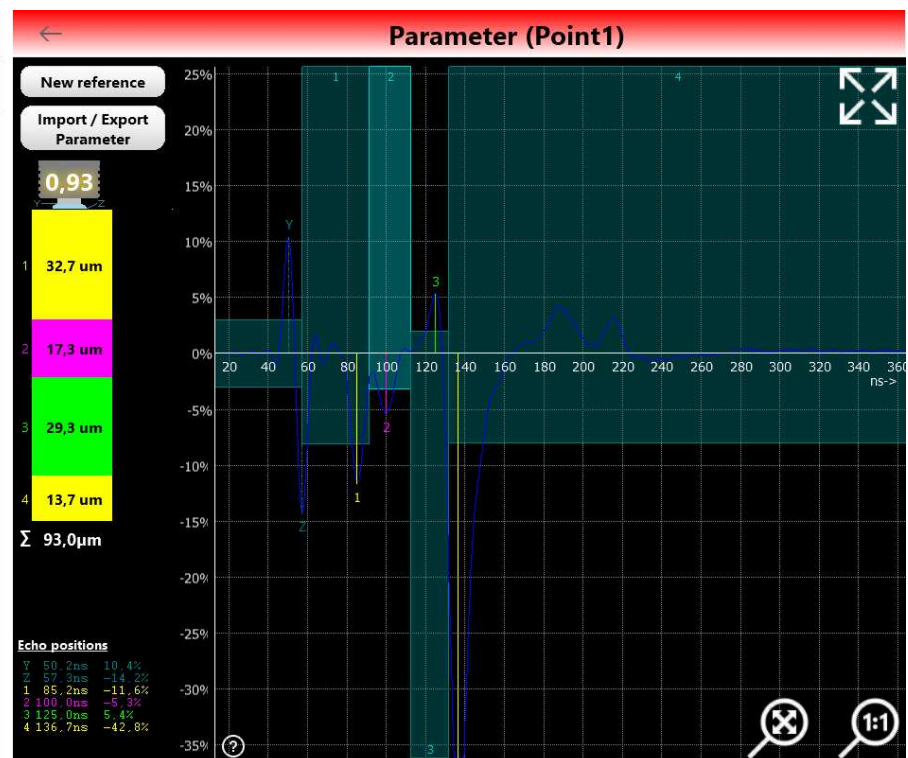 ← Parameter (Point1)
New reference
Import / Export
Parameter
0,93
Y Z
1 32,7 um
2 17,3 um
3 29,3 um
4 13,7 um
Σ 93,0µm
Echo positions
Y 50,2ns 10,4%
Z 57,3ns -14,2%
1 85,2ns -11,6%
2 100,0ns -5,3%
3 125,0ns 5,4%
4 136,7ns -42,8%
25%
20%
15%
10%
5%
0%
-5%
-10%
-15%
-20%
-25%
-30%
-35%
1 2 4
Y
3
20 40 60 80 100 120 140 160 180 200 220 240 260 280 300 320 340 360
ns->
2
1
Z
3
?
1:1